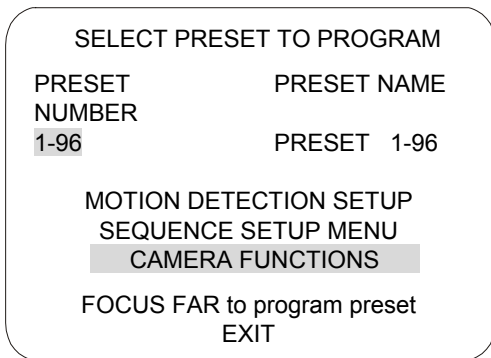 SELECT PRESET TO PROGRAM
PRESET NUMBER PRESET NAME
1-96 PRESET 1-96
MOTION DETECTION SETUP
SEQUENCE SETUP MENU
CAMERA FUNCTIONS
FOCUS FAR to program preset
EXIT